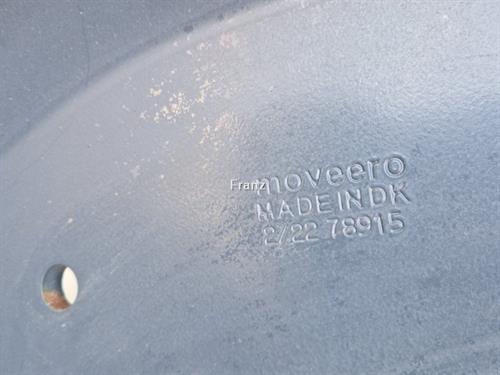 moveero
MADE IN DK
2/22 78915
Franz